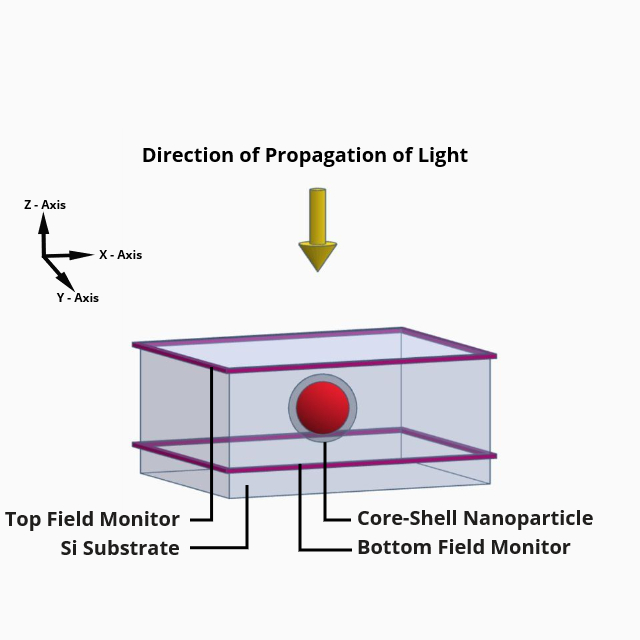 Direction of Propagation of Light
Z - Axis
X - Axis
Y - Axis
Top Field Monitor
Core-Shell Nanoparticle
Si Substrate
Bottom Field Monitor